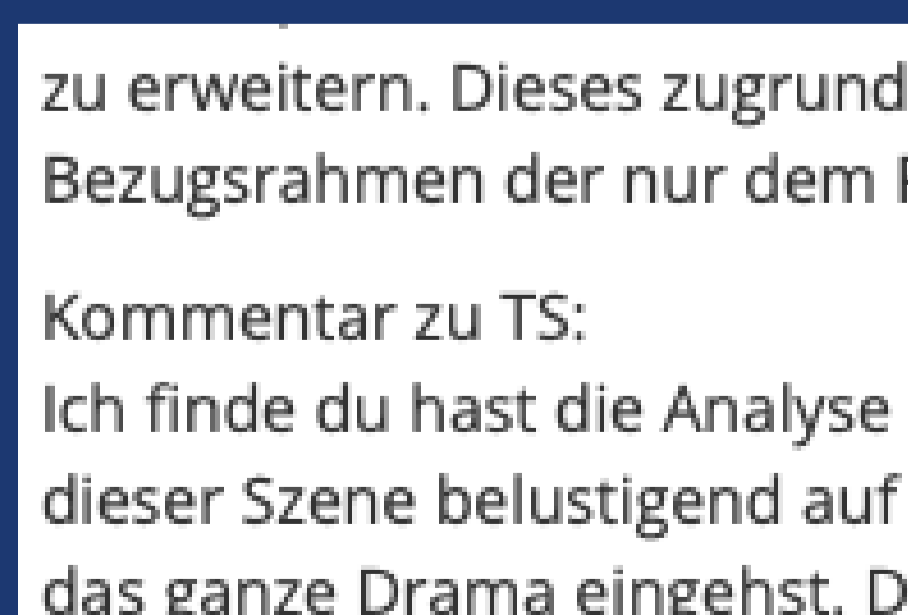 zu erweitern. Dieses zugrund
Bezugsrahmen der nur dem
Kommentar zu TS:
Ich finde du hast die Analyse
dieser Szene belustigend auf
das ganze Drama eingehst. D